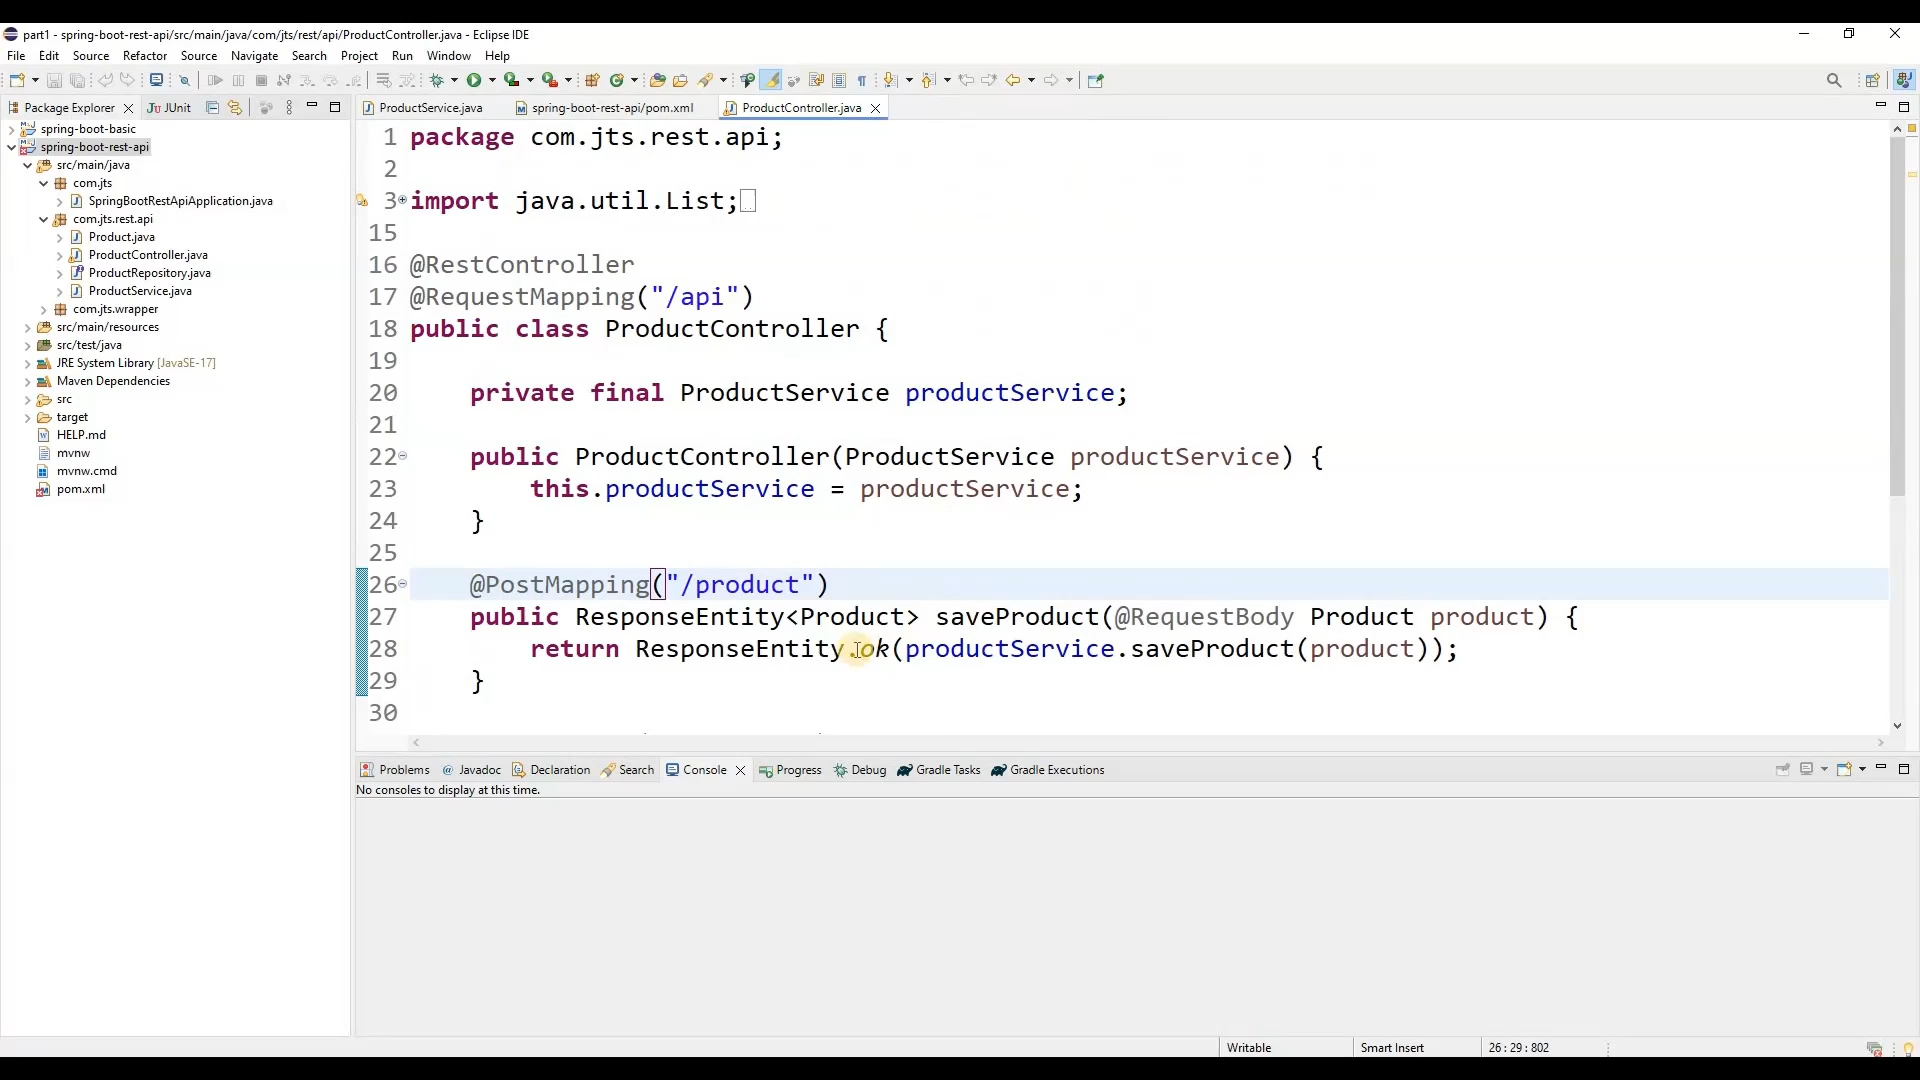 part1 - spring-boot-rest-api/src/main/java/com/jts/rest/api/ProductController.java - Eclipse IDE
File Edit Source Refactor Source Navigate Search Project Run Window Help
Package Explorer JUnit
ProductService.java spring-boot-rest-api/pom.xml ProductController.java
spring-boot-basic
spring-boot-rest-api
src/main/java
com.jts
SpringBootRestApiApplication.java
com.jts.rest.api
Product.java
ProductController.java
ProductRepository.java
ProductService.java
com.jts.wrapper
src/main/resources
src/test/java
JRE System Library [JavaSE-17]
Maven Dependencies
src
target
HELP.md
mvnw
mvnw.cmd
pom.xml
1 package com.jts.rest.api;
2
3 import java.util.List;
15
16 @RestController
17 @RequestMapping("/api")
18 public class ProductController {
19
20 private final ProductService productService;
21
22 public ProductController(ProductService productService) {
23 this.productService = productService;
24 }
25
26 @PostMapping("/product")
27 public ResponseEntity<Product> saveProduct(@RequestBody Product product) {
28 return ResponseEntity.ok(productService.saveProduct(product));
29 }
30
Problems Javadoc Declaration Search Console Progress Debug Gradle Tasks Gradle Executions
No consoles to display at this time.
Writable Smart Insert 26 : 29 : 802